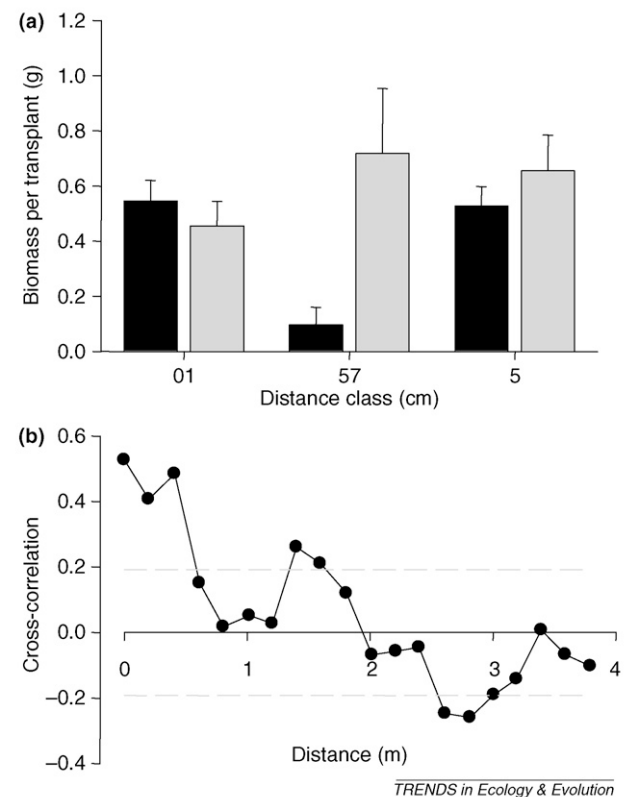 (a)
1.2
1.0
0.8
0.6
0.4
0.2
0.0
Biomass per transplant (g)
01 57 5
Distance class (cm)
(b)
0.6
0.4
0.2
0.0
–0.2
–0.4
Cross-correlation
0 1 2 3 4
Distance (m)
TRENDS in Ecology & Evolution